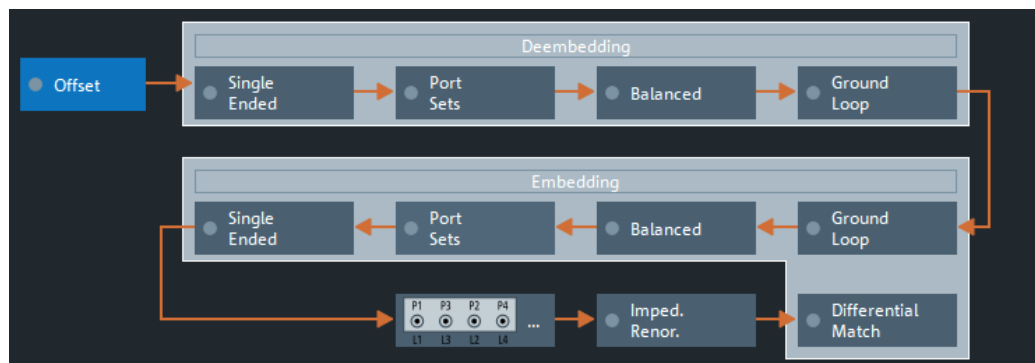 Deembedding
Offset
Single
Ended
Port
Sets
Balanced
Ground
Loop
Embedding
Single
Ended
Port
Sets
Balanced
Ground
Loop
P1 P3 P2 P4
L1 L3 L2 L4
...
Imped.
Renor.
Differential
Match